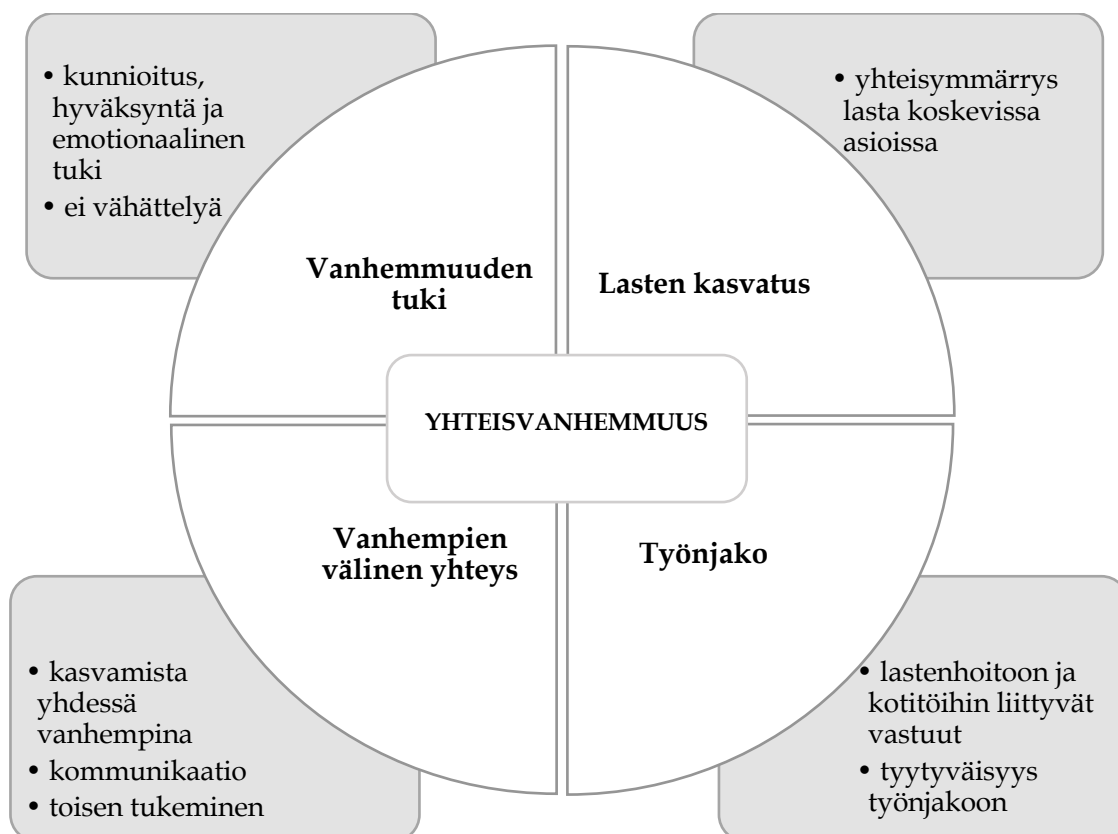 • kunnioitus,
hyväksyntä ja
emotionaalinen
tuki
• ei vähättelyä
• yhteisymmärrys
lasta koskevissa
asioissa
Vanhemmuuden
tuki
Lasten kasvatus
YHTEISVANHEMMUUS
Vanhempien
välinen yhteys
Työnjako
• kasvamista
yhdessä
vanhempina
• kommunikaatio
• toisen tukeminen
• lastenhoitoon ja
kotitöihin liittyvät
vastuut
• tyytyväisyys
työnjakoon